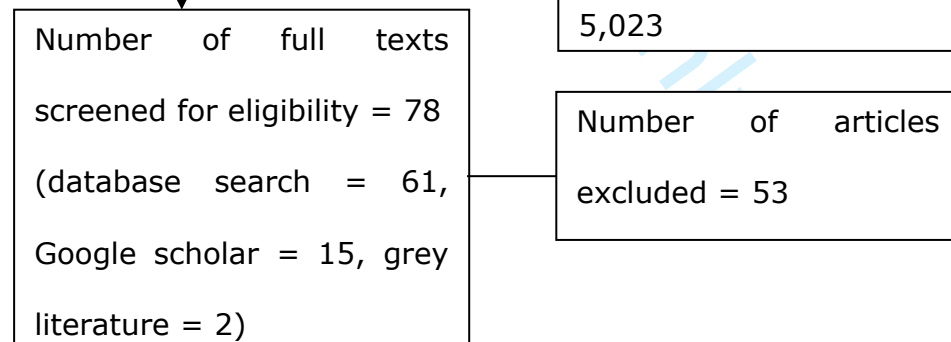 5,023
Number of full texts
screened for eligibility = 78
(database search = 61,
Google scholar = 15, grey
literature = 2)
Number of articles
excluded = 53